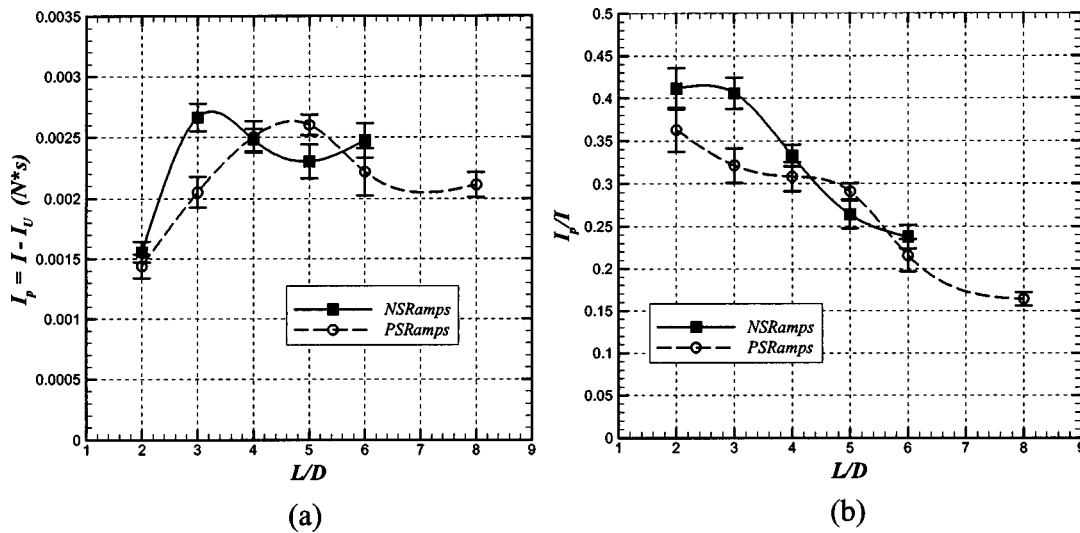 0.0035
0.003
0.0025
0.002
0.0015
0.001
0.0005
0
I_p = I - I_U (N*s)
NSRamps
PSRamps
1 2 3 4 5 6 7 8 9
L/D
(a)
0.5
0.45
0.4
0.35
0.3
0.25
0.2
0.15
0.1
0.05
0
I_p/I
NSRamps
PSRamps
1 2 3 4 5 6 7 8 9
L/D
(b)